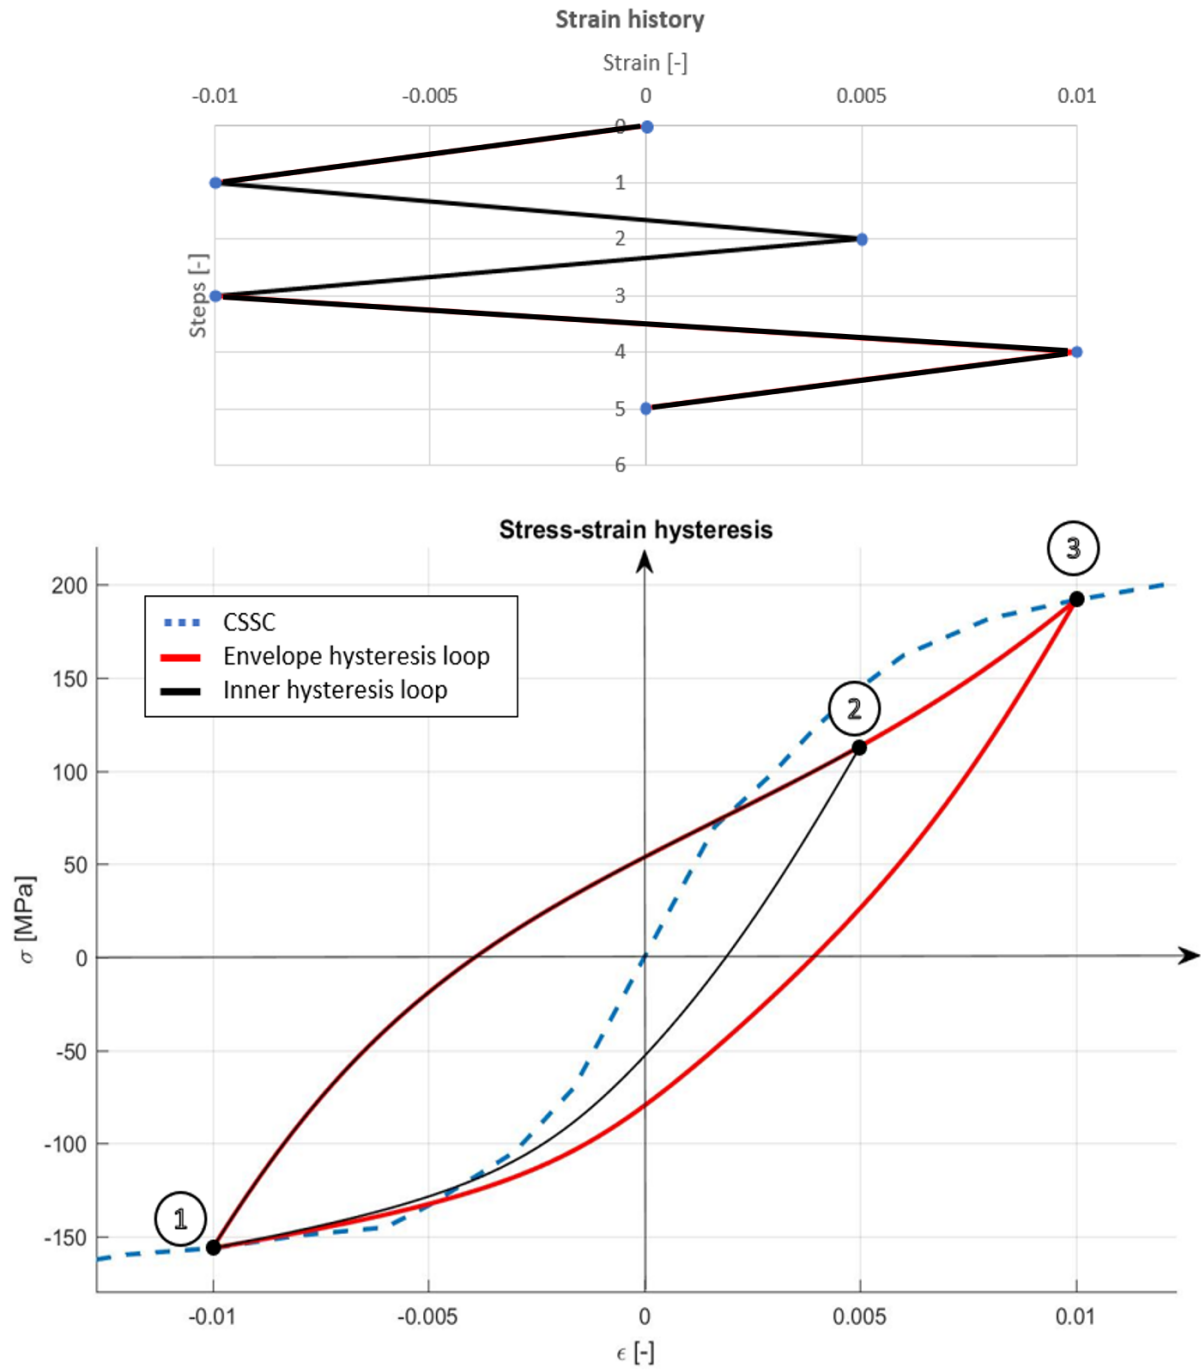 Strain history
Strain [-]
-0.01 -0.005 0 0.005 0.01
0
1
2
3
4
5
6
Steps [-]
Stress-strain hysteresis
3
200
150
100
50
0
-50
-100
-150
CSSC
Envelope hysteresis loop
Inner hysteresis loop
2
1
σ [MPa]
-0.01 -0.005 0 0.005 0.01
ϵ [-]